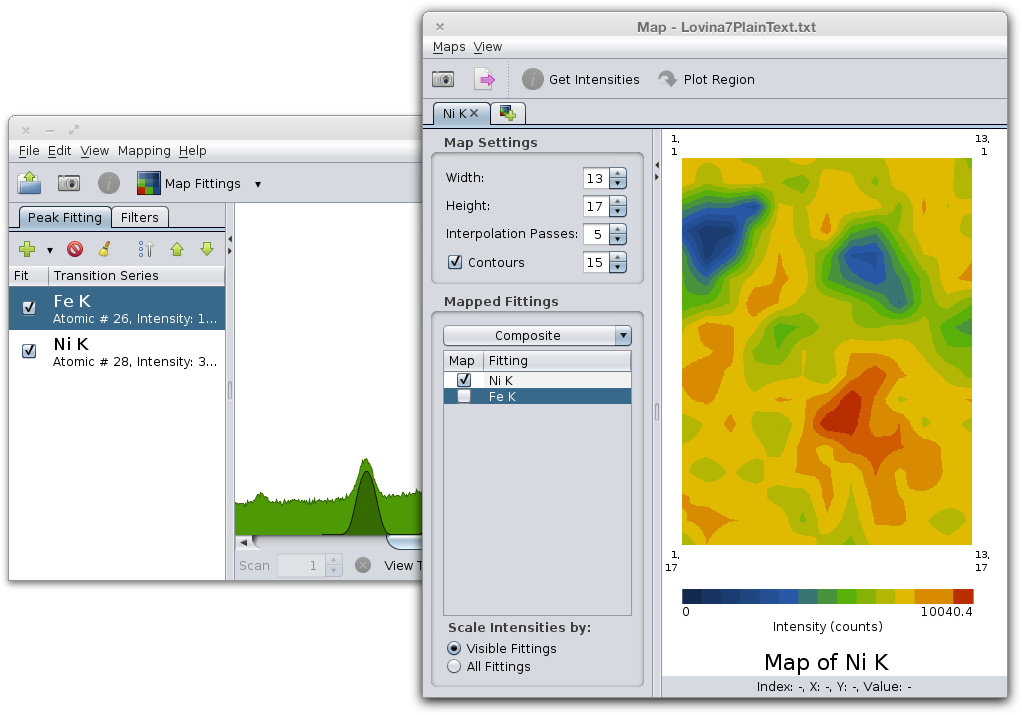 File Edit View Mapping Help
Map Fittings
Peak Fitting Filters
Fit Transition Series
Fe K
Atomic # 26, Intensity: 1...
Ni K
Atomic # 28, Intensity: 3...
Scan 1 View T
Map - Lovina7PlainText.txt
Maps View
Get Intensities Plot Region
Ni K
Map Settings
Width: 13
Height: 17
Interpolation Passes: 5
Contours 15
Mapped Fittings
Composite
Map Fitting
Ni K
Fe K
Scale Intensities by:
Visible Fittings
All Fittings
1, 13,
1 1
1, 13,
17 17
0 10040.4
Intensity (counts)
Map of Ni K
Index: -, X: -, Y: -, Value: -